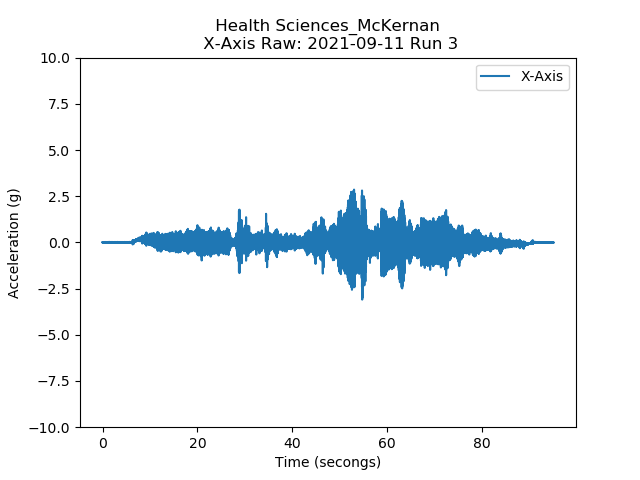 Health Sciences_McKernan
X-Axis Raw: 2021-09-11 Run 3
X-Axis
10.0
7.5
5.0
2.5
0.0
−2.5
−5.0
−7.5
−10.0
Acceleration (g)
0 20 40 60 80
Time (seconds)